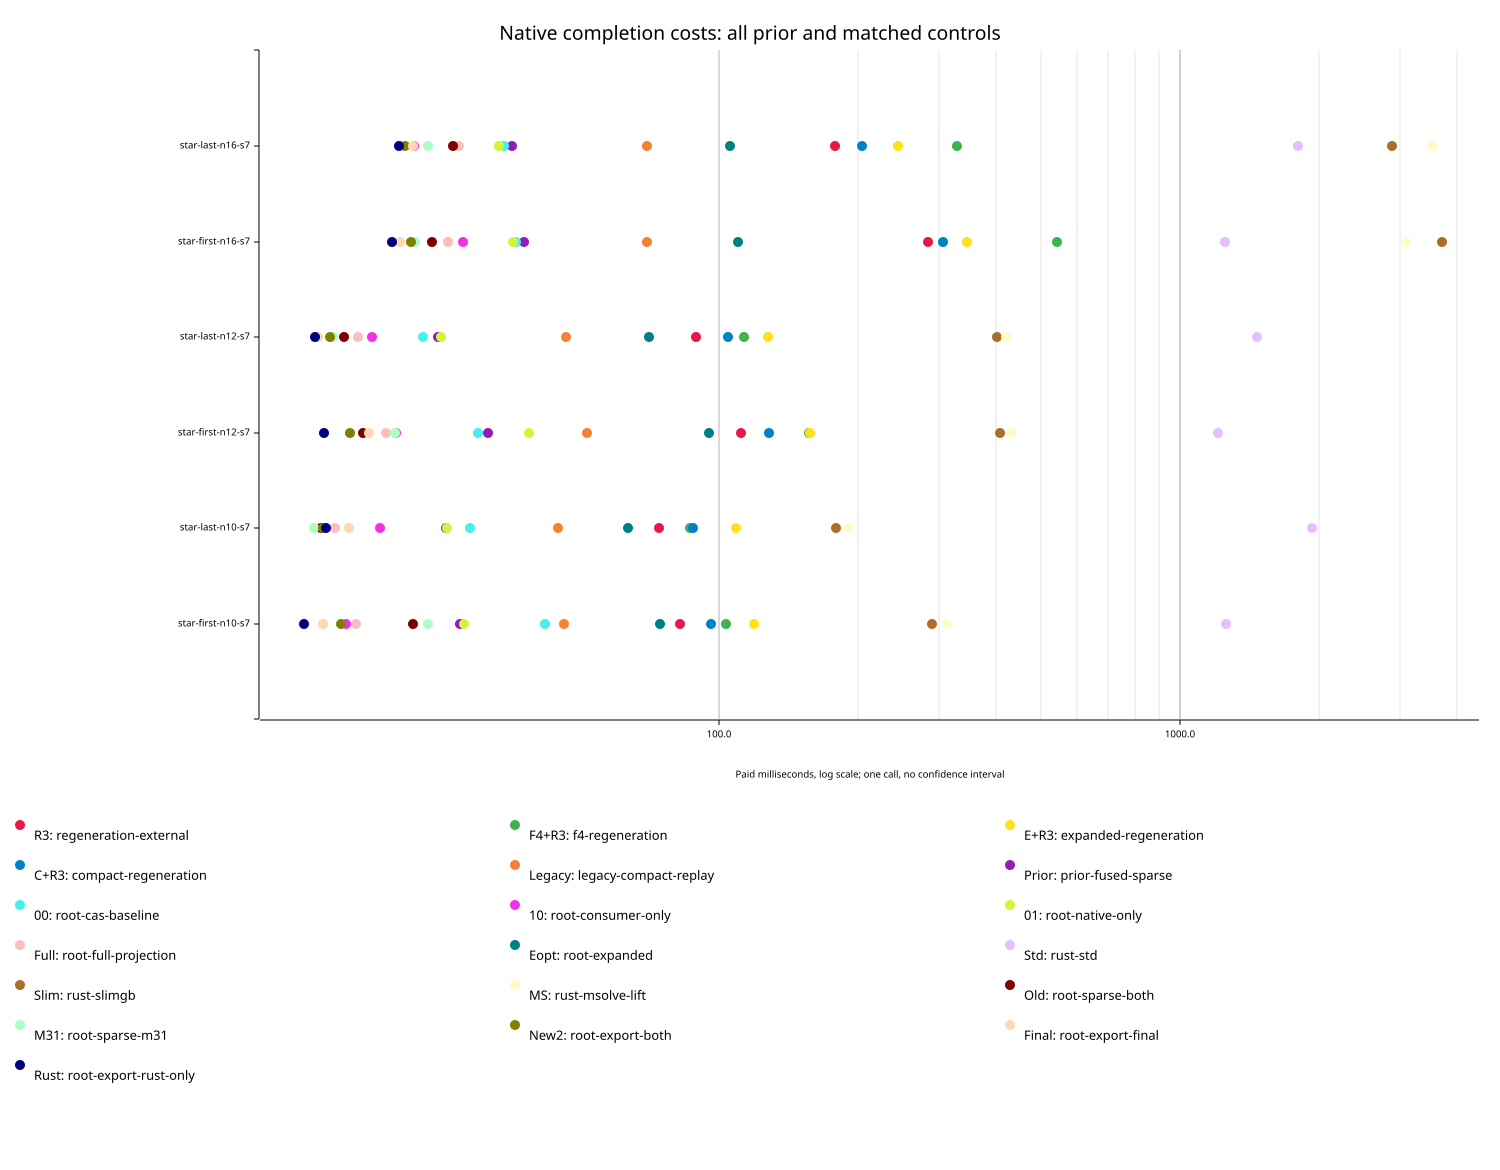 Native completion costs: all prior and matched controls
star-last-n16-s7
star-first-n16-s7
star-last-n12-s7
star-first-n12-s7
star-last-n10-s7
star-first-n10-s7
100.0 1000.0
Paid milliseconds, log scale; one call, no confidence interval
R3: regeneration-external F4+R3: f4-regeneration E+R3: expanded-regeneration
C+R3: compact-regeneration Legacy: legacy-compact-replay Prior: prior-fused-sparse
00: root-cas-baseline 10: root-consumer-only 01: root-native-only
Full: root-full-projection Eopt: root-expanded Std: rust-std
Slim: rust-slimgb MS: rust-msolve-lift Old: root-sparse-both
M31: root-sparse-m31 New2: root-export-both Final: root-export-final
Rust: root-export-rust-only